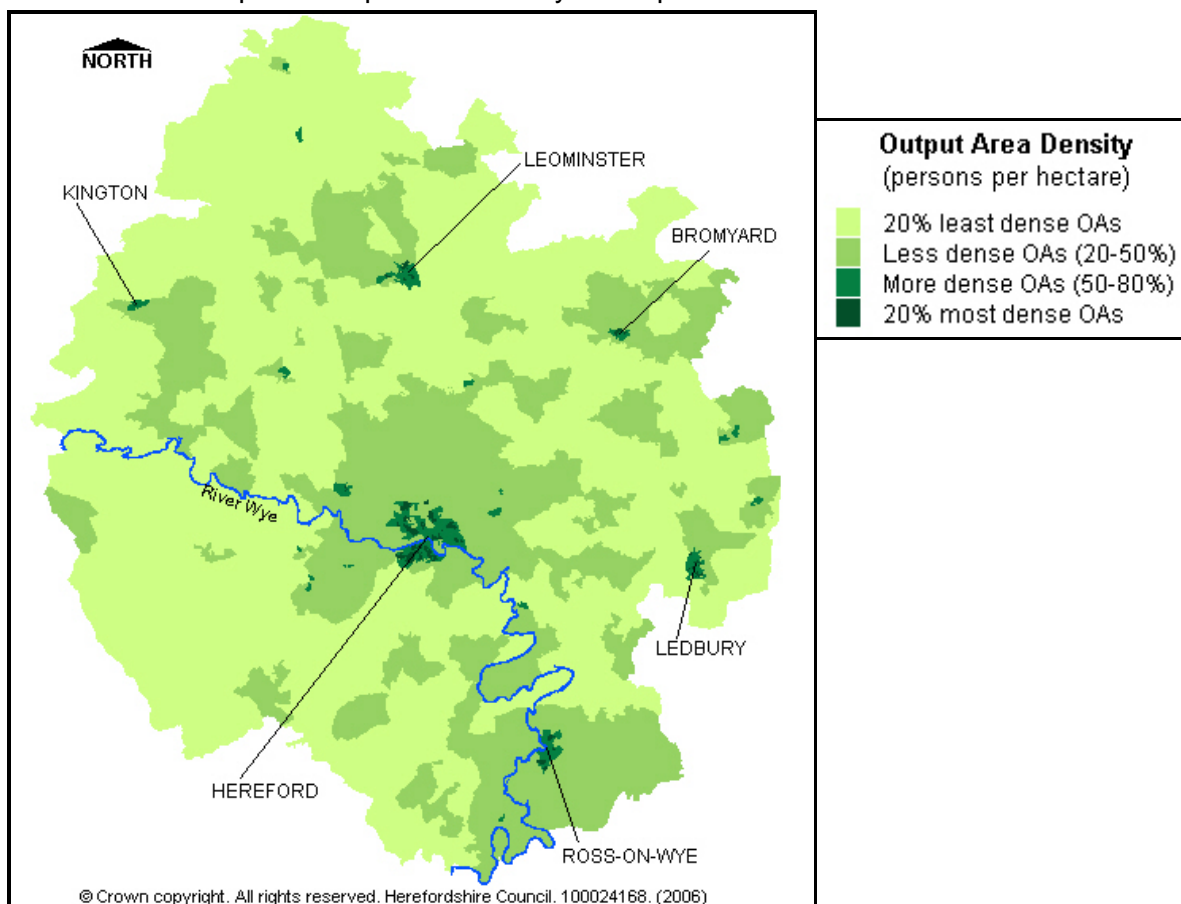 NORTH
LEOMINSTER
KINGTON
BROMYARD
River Wye
LEDBURY
HEREFORD
ROSS-ON-WYE
© Crown copyright. All rights reserved. Herefordshire Council. 100024168. (2006)
Output Area Density
(persons per hectare)
20% least dense OAs
Less dense OAs (20-50%)
More dense OAs (50-80%)
20% most dense OAs